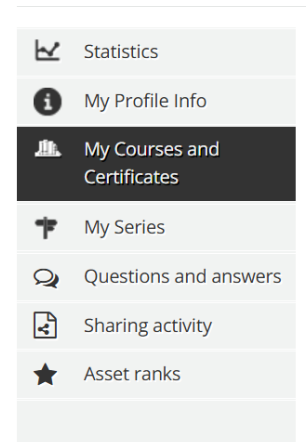 Statistics
My Profile Info
My Courses and
Certificates
My Series
Questions and answers
Sharing activity
Asset ranks